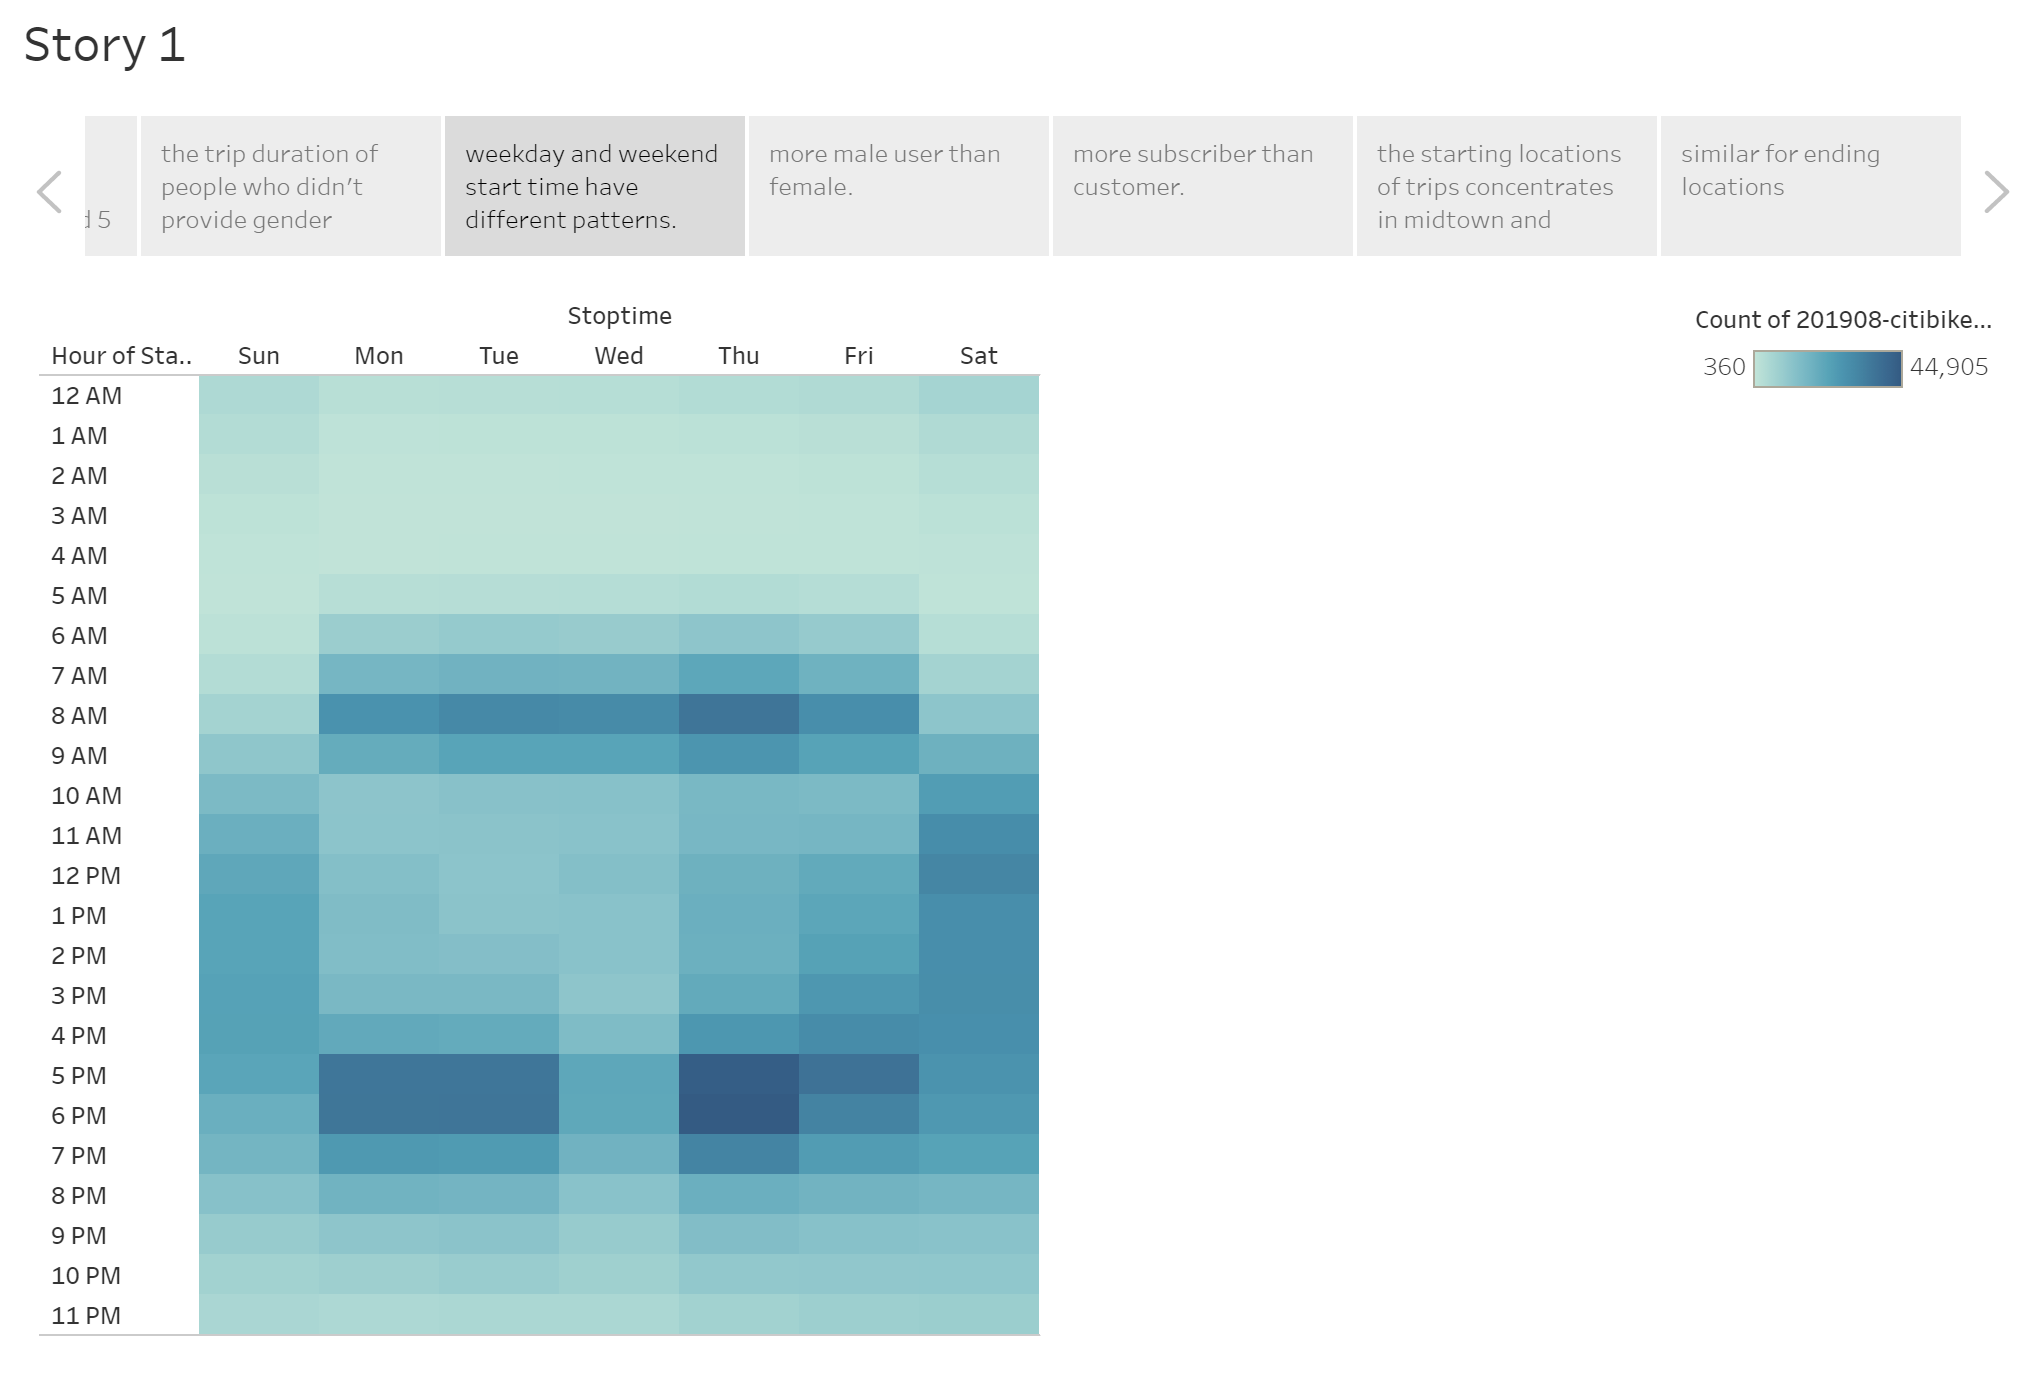 Story 1
d 5
the trip duration of
people who didn't
provide gender
weekday and weekend
start time have
different patterns.
more male user than
female.
more subscriber than
customer.
the starting locations
of trips concentrates
in midtown and
similar for ending
locations
Stoptime
Hour of Sta.. Sun Mon Tue Wed Thu Fri Sat
Count of 201908-citibike...
360 44,905
12 AM
1 AM
2 AM
3 AM
4 AM
5 AM
6 AM
7 AM
8 AM
9 AM
10 AM
11 AM
12 PM
1 PM
2 PM
3 PM
4 PM
5 PM
6 PM
7 PM
8 PM
9 PM
10 PM
11 PM